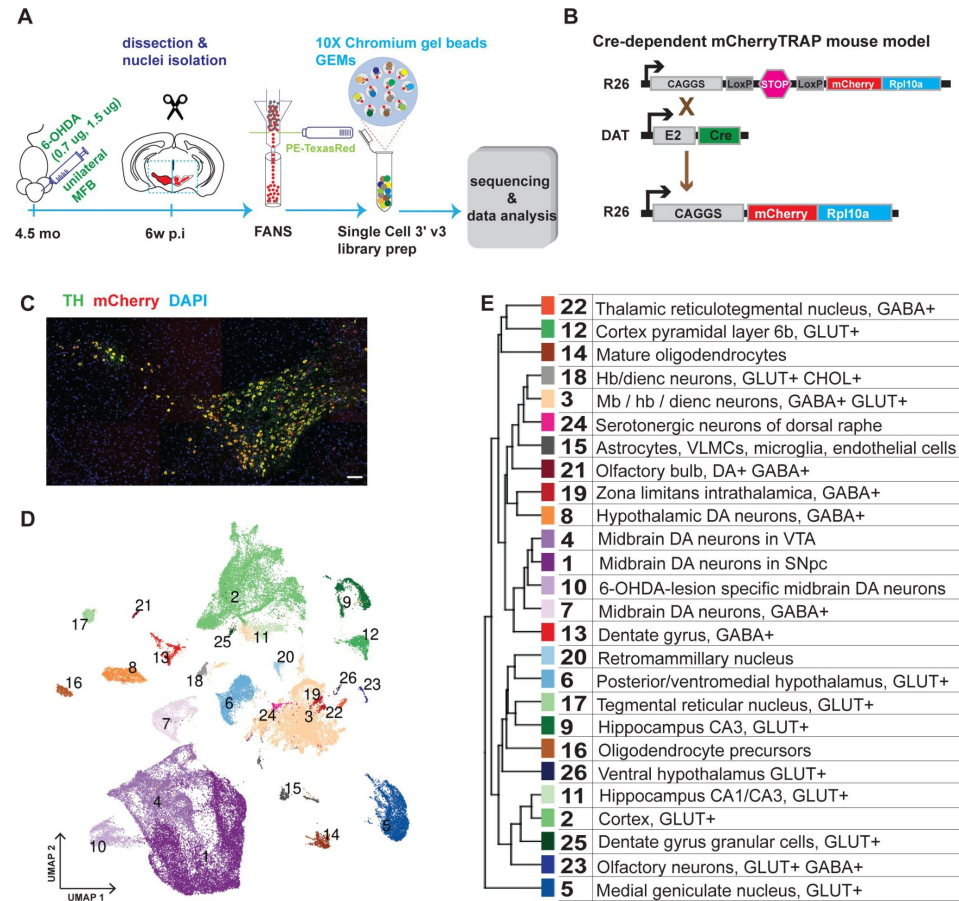 A
dissection &
nuclei isolation
10X Chromium gel beads
GEMs
6-OHDA
(0.7 ug, 1.5 ug)
unilateral
MFB
PE-TexasRed
sequencing
&
data analysis
4.5 mo
6w p.i
FANS
Single Cell 3' v3
library prep
B
Cre-dependent mCherryTRAP mouse model
R26 CAGGS LoxP STOP LoxP mCherry Rpl10a
X
DAT E2 Cre
R26 CAGGS mCherry Rpl10a
C TH mCherry DAPI
D
2
9
21
17
11
25
12
13
20
8
18
26
16
19
23
6
7
24
3
22
15
4
5
14
10
1
UMAP 2
UMAP 1
E
22 Thalamic reticulotegmental nucleus, GABA+
12 Cortex pyramidal layer 6b, GLUT+
14 Mature oligodendrocytes
18 Hb/dienc neurons, GLUT+ CHOL+
3 Mb / hb / dienc neurons, GABA+ GLUT+
24 Serotonergic neurons of dorsal raphe
15 Astrocytes, VLMCs, microglia, endothelial cells
21 Olfactory bulb, DA+ GABA+
19 Zona limitans intrathalamica, GABA+
8 Hypothalamic DA neurons, GABA+
4 Midbrain DA neurons in VTA
1 Midbrain DA neurons in SNpc
10 6-OHDA-lesion specific midbrain DA neurons
7 Midbrain DA neurons, GABA+
13 Dentate gyrus, GABA+
20 Retromammillary nucleus
6 Posterior/ventromedial hypothalamus, GLUT+
17 Tegmental reticular nucleus, GLUT+
9 Hippocampus CA3, GLUT+
16 Oligodendrocyte precursors
26 Ventral hypothalamus GLUT+
11 Hippocampus CA1/CA3, GLUT+
2 Cortex, GLUT+
25 Dentate gyrus granular cells, GLUT+
23 Olfactory neurons, GLUT+ GABA+
5 Medial geniculate nucleus, GLUT+